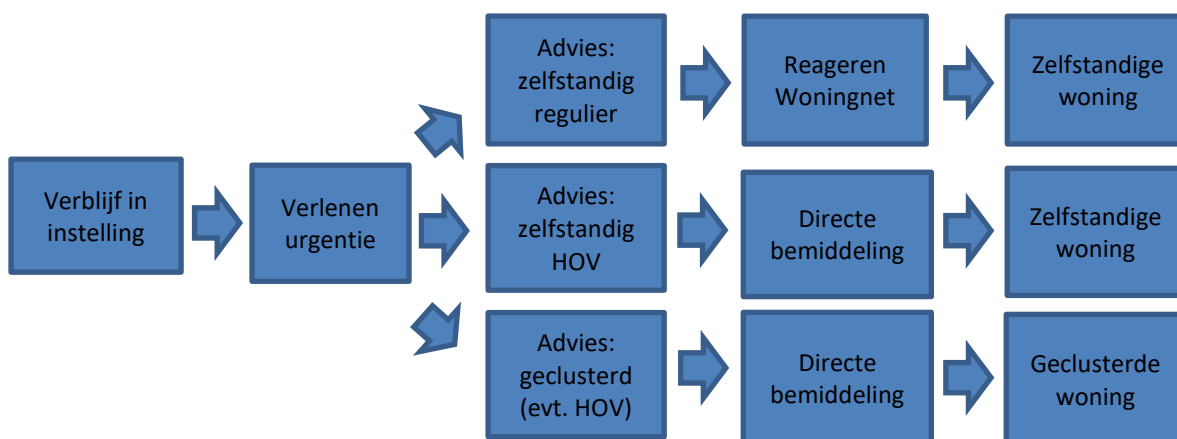 Verblijf in
instelling
Verlenen
urgentie
Advies:
zelfstandig
regulier
Reageren
Woningnet
Zelfstandige
woning
Advies:
zelfstandig
HOV
Directe
bemiddeling
Zelfstandige
woning
Advies:
geclusterd
(evt. HOV)
Directe
bemiddeling
Geclusterde
woning